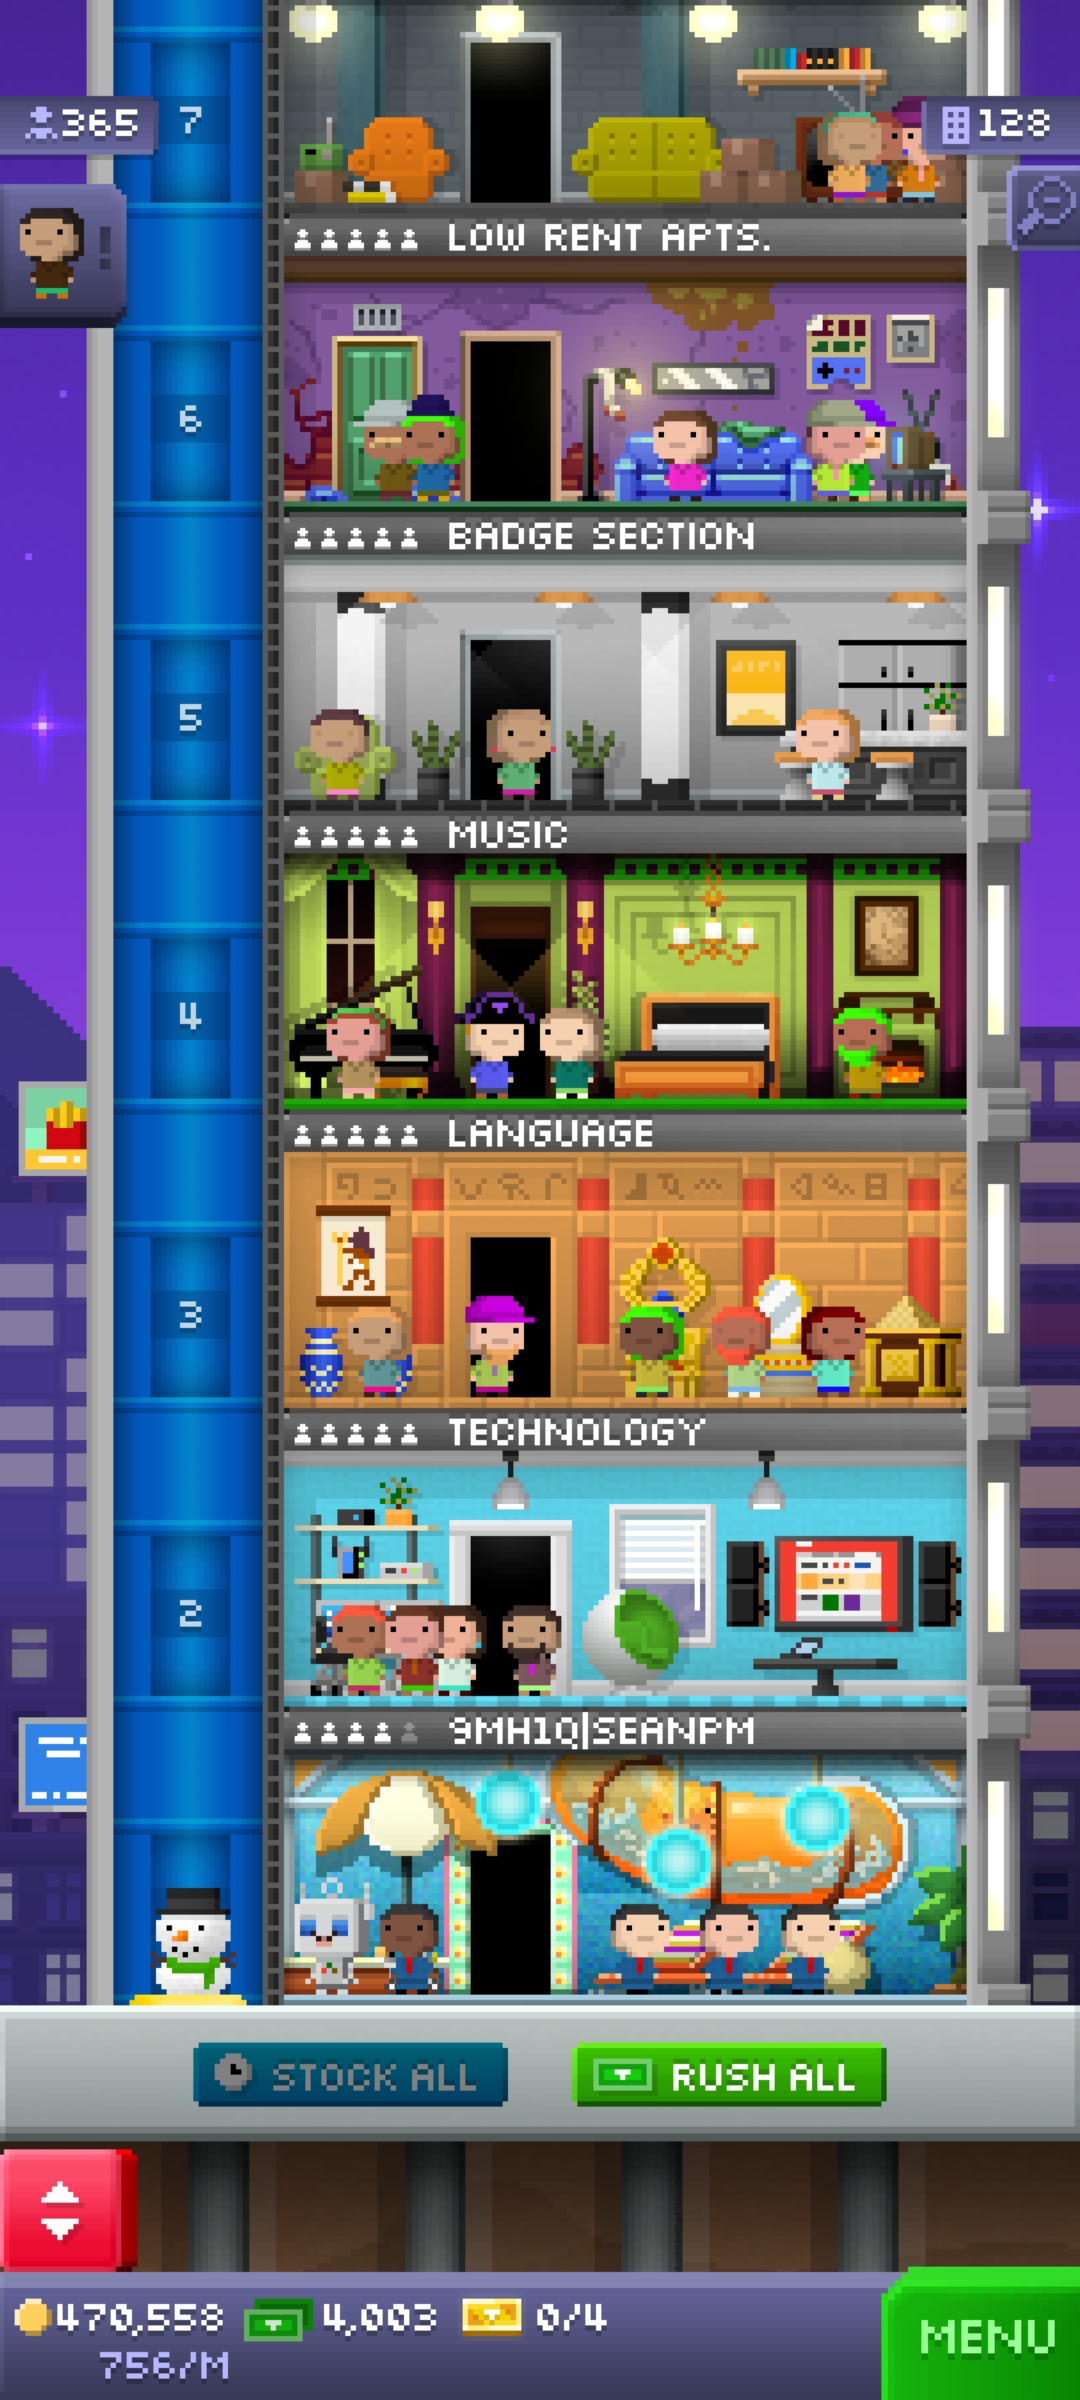 365
7
128
LOW RENT APTS.
6
BADGE SECTION
5
MUSIC
4
LANGUAGE
3
TECHNOLOGY
2
9MH1Q|SEANPM
STOCK ALL
RUSH ALL
470,558
4,003
0/4
756/M
MENU